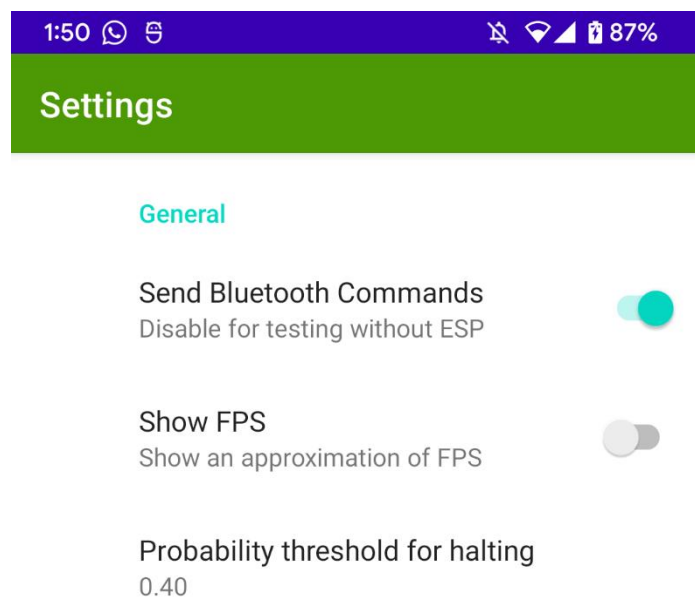 1:50 87%
Settings
General
Send Bluetooth Commands
Disable for testing without ESP
Show FPS
Show an approximation of FPS
Probability threshold for halting
0.40